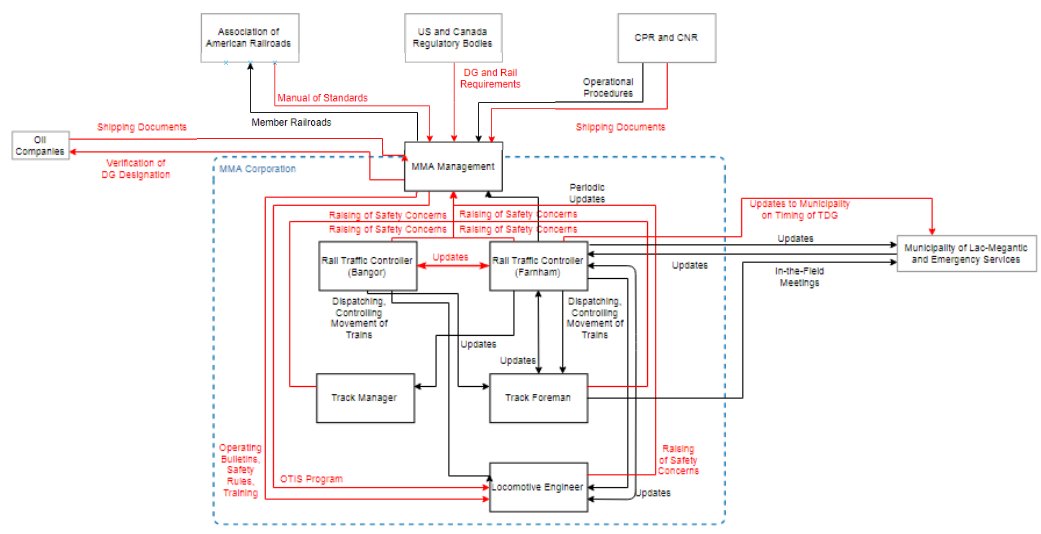 Association of
American Railroads
US and Canada
Regulatory Bodies
CPR and CNR
DG and Rail
Requirements
Operational
Procedures
Manual of Standards
Member Railroads
Shipping Documents
Shipping Documents
Oil
Companies
Verification of
DG Designation
MMA Corporation
MMA Management
Periodic
Updates
Raising of Safety Concerns
Raising of Safety Concerns
Raising of Safety Concerns
Raising of Safety Concerns
Updates to Municipality
on Timing of TDG
Rail Traffic Controller
(Bangor)
Updates
Rail Traffic Controller
(Farnham)
Updates
Updates
Municipality of Lac-Megantic
and Emergency Services
In-the-Field
Meetings
Dispatching,
Controlling
Movement of
Trains
Dispatching,
Controlling
Movement of
Trains
Updates
Updates
Track Manager
Track Foreman
Operating
Bulletins,
Safety
Rules,
Training
OTIS Program
Raising
of Safety
Concerns
Locomotive Engineer
Updates